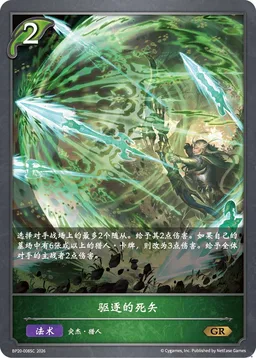 2
选择对手战场上的最多2个随从。给予其2点伤害。如果自己的
墓场中有6张或以上的猎人·卡牌，则改为3点伤害。给予全体
对手的主战者2点伤害。
驱逐的死矢
法术
·猎人
GR
© Cygames, Inc. Published by NetEase Games